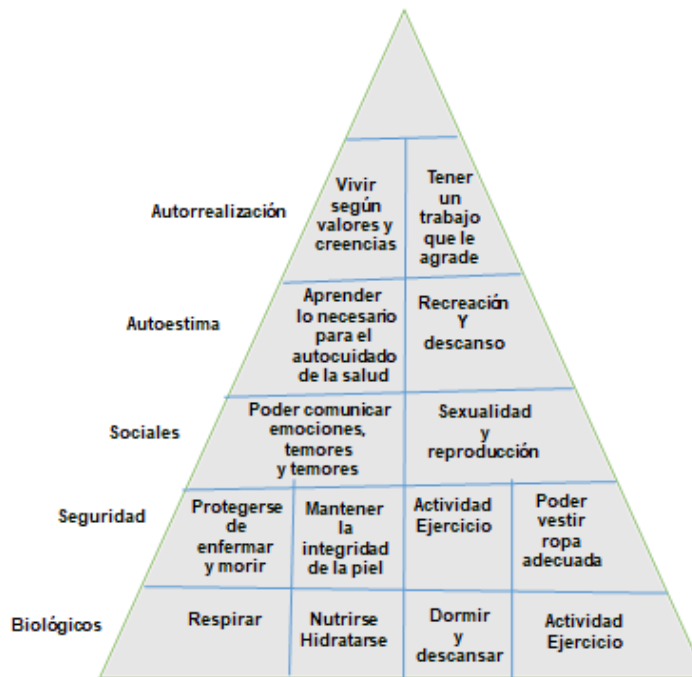 Autorrealización
Vivir
según
valores y
creencias
Tener
un
trabajo
que le
agrade
Autoestima
Aprender
lo necesario
para el
autocuidado
de la salud
Recreación
Y
descanso
Sociales
Poder comunicar
emociones,
temores
y temores
Sexualidad
y
reproducción
Seguridad
Protegerse
de
enfermar
y morir
Mantener
la
integridad
de la piel
Actividad
Ejercicio
Poder
vestir
ropa
adecuada
Biológicos
Respirar
Nutrirse
Hidratarse
Dormir
y
descansar
Actividad
Ejercicio